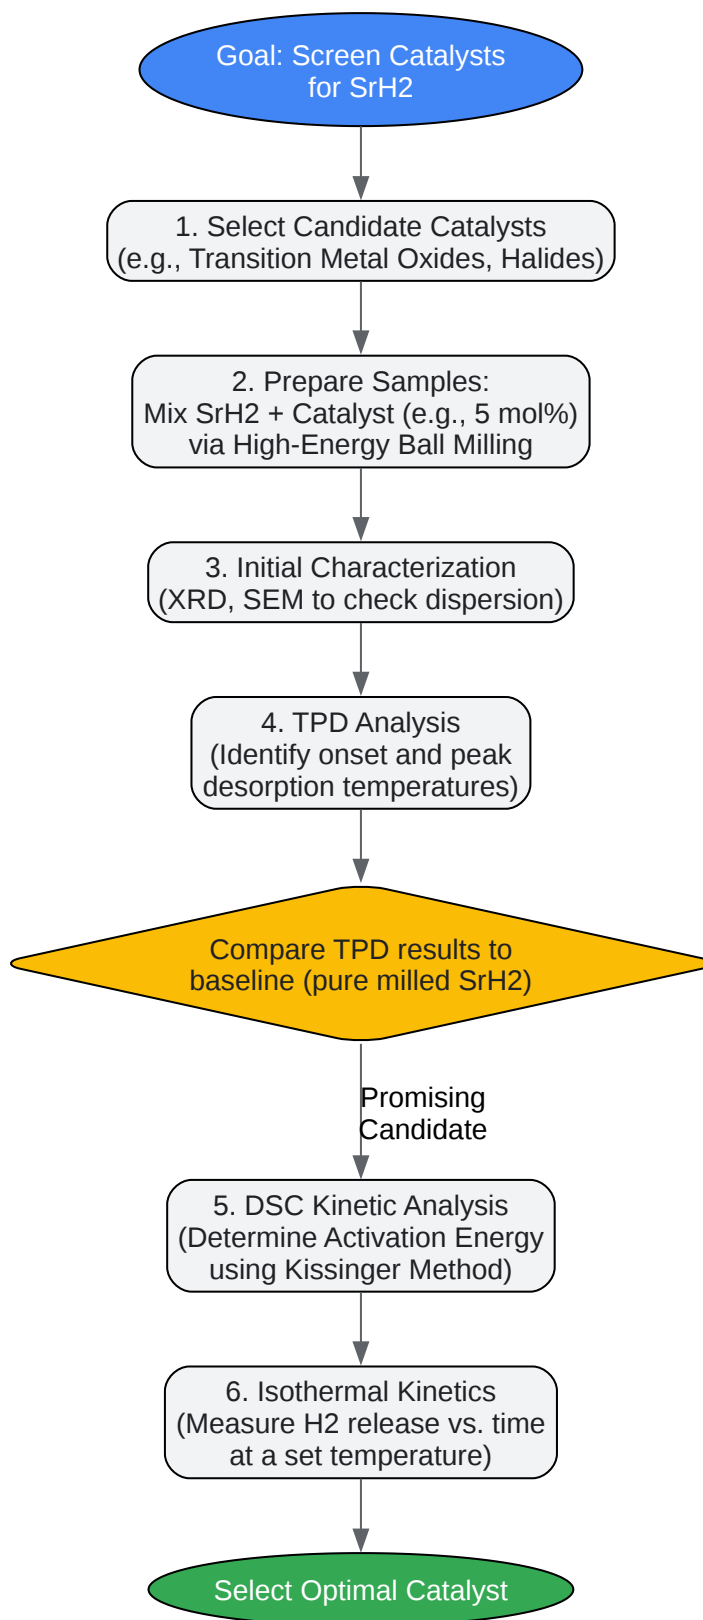 Goal: Screen Catalysts
for SrH2
1. Select Candidate Catalysts
(e.g., Transition Metal Oxides, Halides)
2. Prepare Samples:
Mix SrH2 + Catalyst (e.g., 5 mol%)
via High-Energy Ball Milling
3. Initial Characterization
(XRD, SEM to check dispersion)
4. TPD Analysis
(Identify onset and peak
desorption temperatures)
Compare TPD results to
baseline (pure milled SrH2)
Promising
Candidate
5. DSC Kinetic Analysis
(Determine Activation Energy
using Kissinger Method)
6. Isothermal Kinetics
(Measure H2 release vs. time
at a set temperature)
Select Optimal Catalyst